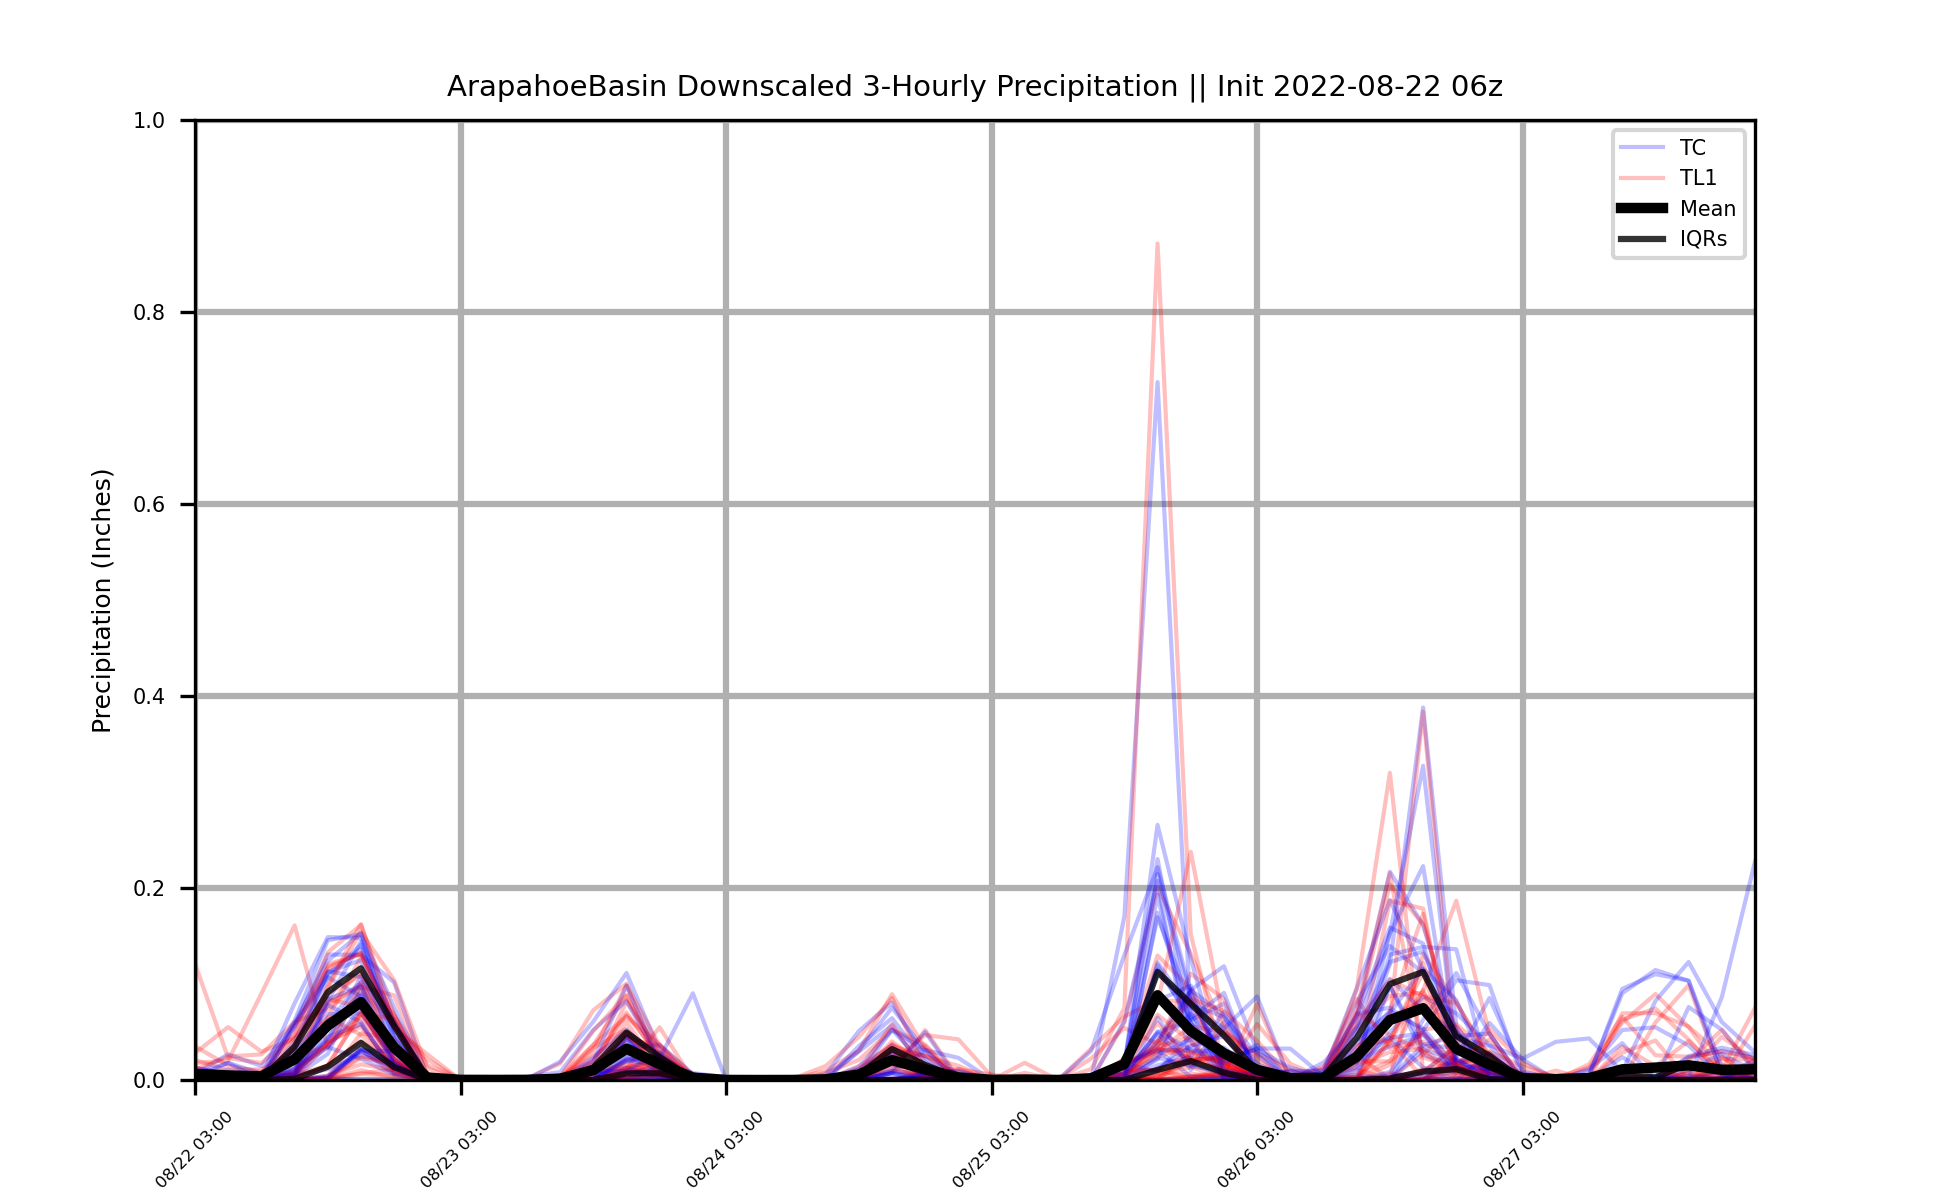 ArapahoeBasin Downscaled 3-Hourly Precipitation || Init 2022-08-22 06z
TC
TL1
Mean
IQRs
Precipitation (Inches)
1.0
0.8
0.6
0.4
0.2
0.0
08/22 03:00
08/23 03:00
08/24 03:00
08/25 03:00
08/26 03:00
08/27 03:00